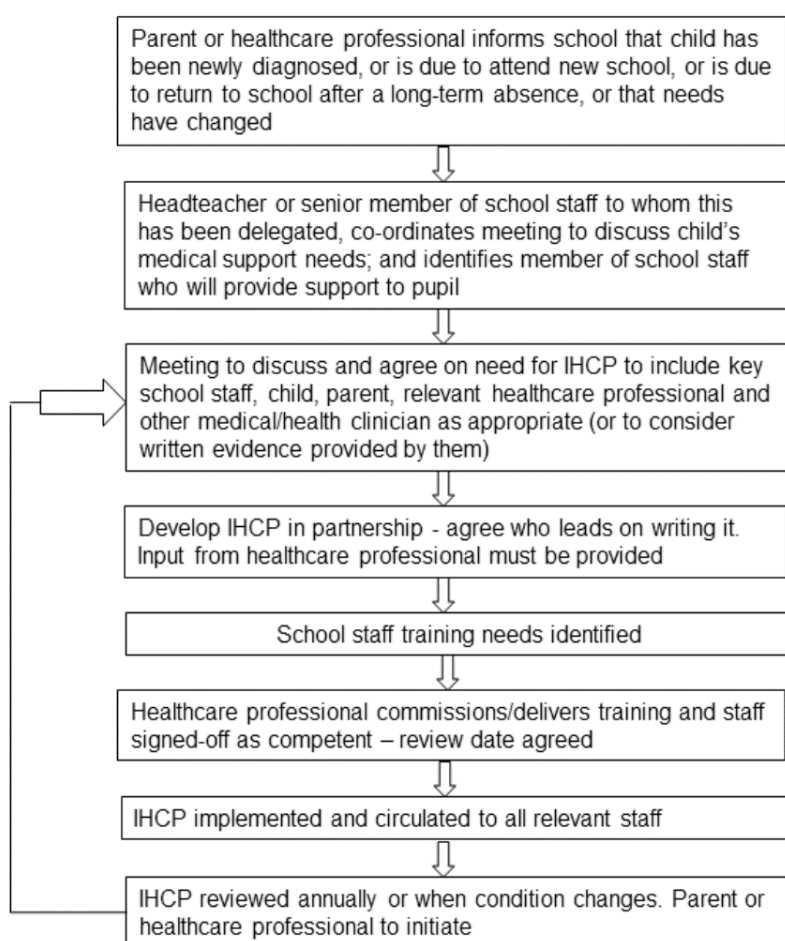 Parent or healthcare professional informs school that child has
been newly diagnosed, or is due to attend new school, or is due
to return to school after a long-term absence, or that needs
have changed
Headteacher or senior member of school staff to whom this
has been delegated, co-ordinates meeting to discuss child's
medical support needs; and identifies member of school staff
who will provide support to pupil
Meeting to discuss and agree on need for IHCP to include key
school staff, child, parent, relevant healthcare professional and
other medical/health clinician as appropriate (or to consider
written evidence provided by them)
Develop IHCP in partnership - agree who leads on writing it.
Input from healthcare professional must be provided
School staff training needs identified
Healthcare professional commissions/delivers training and staff
signed-off as competent – review date agreed
IHCP implemented and circulated to all relevant staff
IHCP reviewed annually or when condition changes. Parent or
healthcare professional to initiate